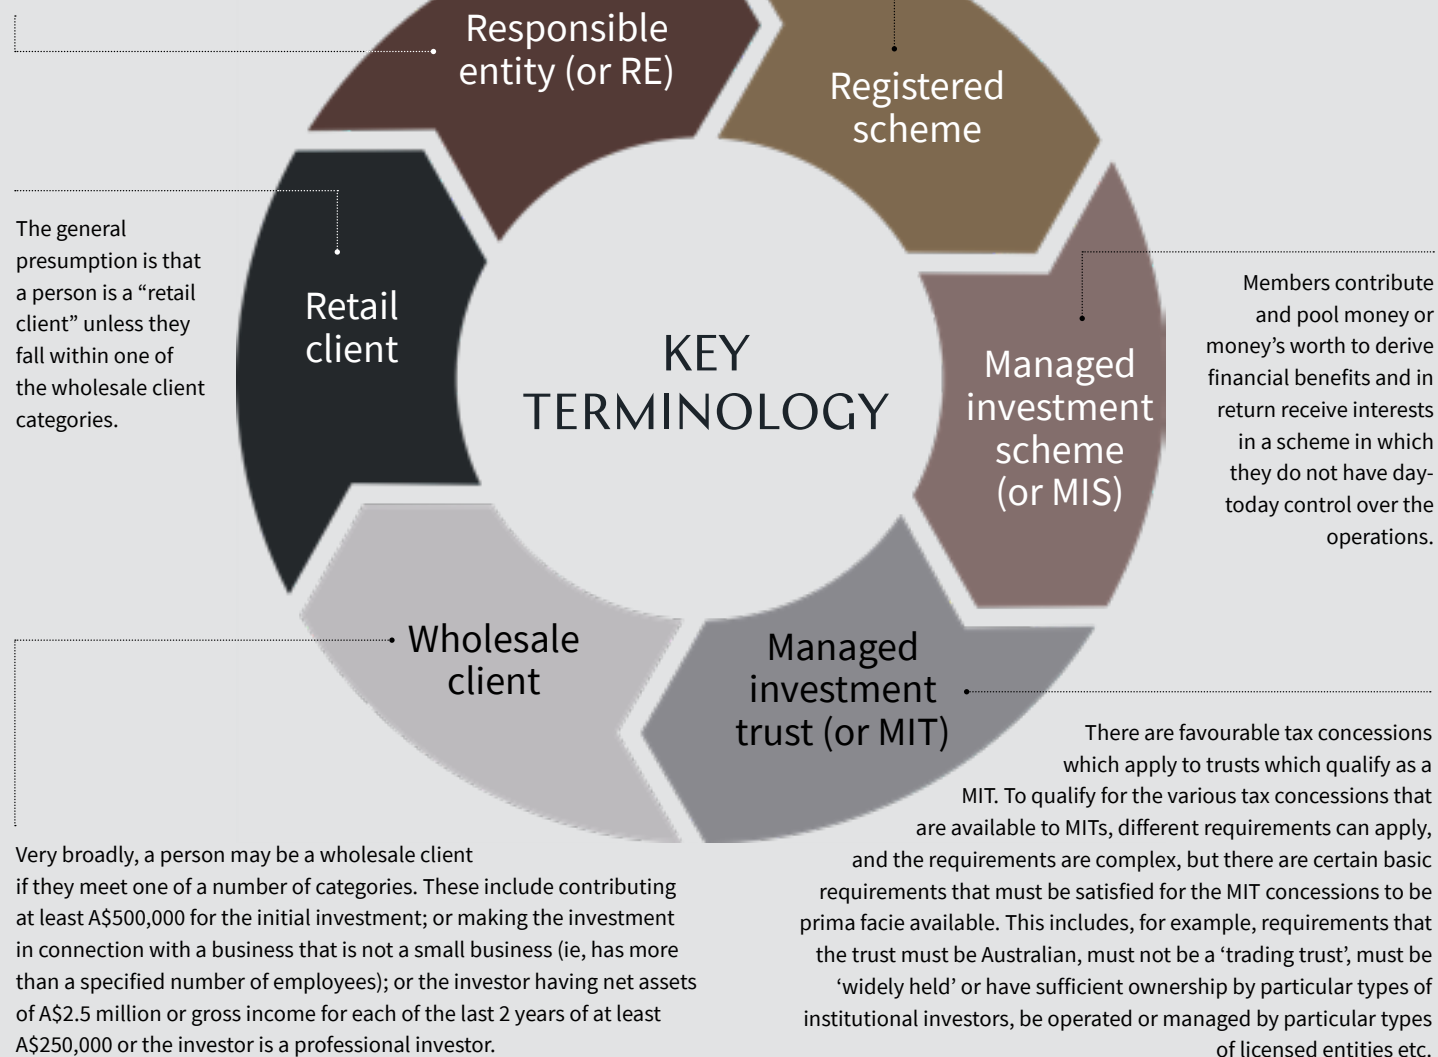 Responsible
entity (or RE)
Registered
scheme
The general
presumption is that
a person is a “retail
client” unless they
fall within one of
the wholesale client
categories.
Retail
client
KEY
TERMINOLOGY
Managed
investment
scheme
(or MIS)
Members contribute
and pool money or
money’s worth to derive
financial benefits and in
return receive interests
in a scheme in which
they do not have day-
today control over the
operations.
Wholesale
client
Managed
investment
trust (or MIT)
Very broadly, a person may be a wholesale client
if they meet one of a number of categories. These include contributing
at least A$500,000 for the initial investment; or making the investment
in connection with a business that is not a small business (ie, has more
than a specified number of employees); or the investor having net assets
of A$2.5 million or gross income for each of the last 2 years of at least
A$250,000 or the investor is a professional investor.
There are favourable tax concessions
which apply to trusts which qualify as a
MIT. To qualify for the various tax concessions that
are available to MITs, different requirements can apply,
and the requirements are complex, but there are certain basic
requirements that must be satisfied for the MIT concessions to be
prima facie available. This includes, for example, requirements that
the trust must be Australian, must not be a ‘trading trust’, must be
‘widely held’ or have sufficient ownership by particular types of
institutional investors, be operated or managed by particular types
of licensed entities etc.